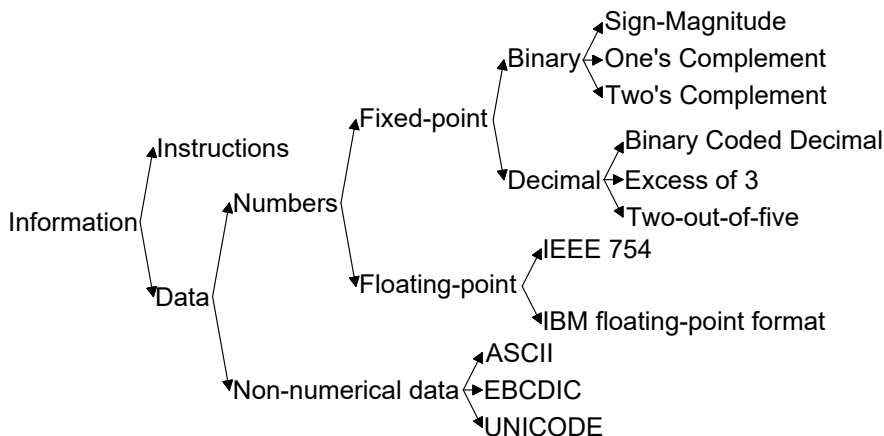 Sign-Magnitude
Binary
One's Complement
Two's Complement
Fixed-point
Instructions
Binary Coded Decimal
Decimal
Excess of 3
Numbers
Two-out-of-five
Information
IEEE 754
Data
Floating-point
IBM floating-point format
ASCII
Non-numerical data
EBCDIC
UNICODE